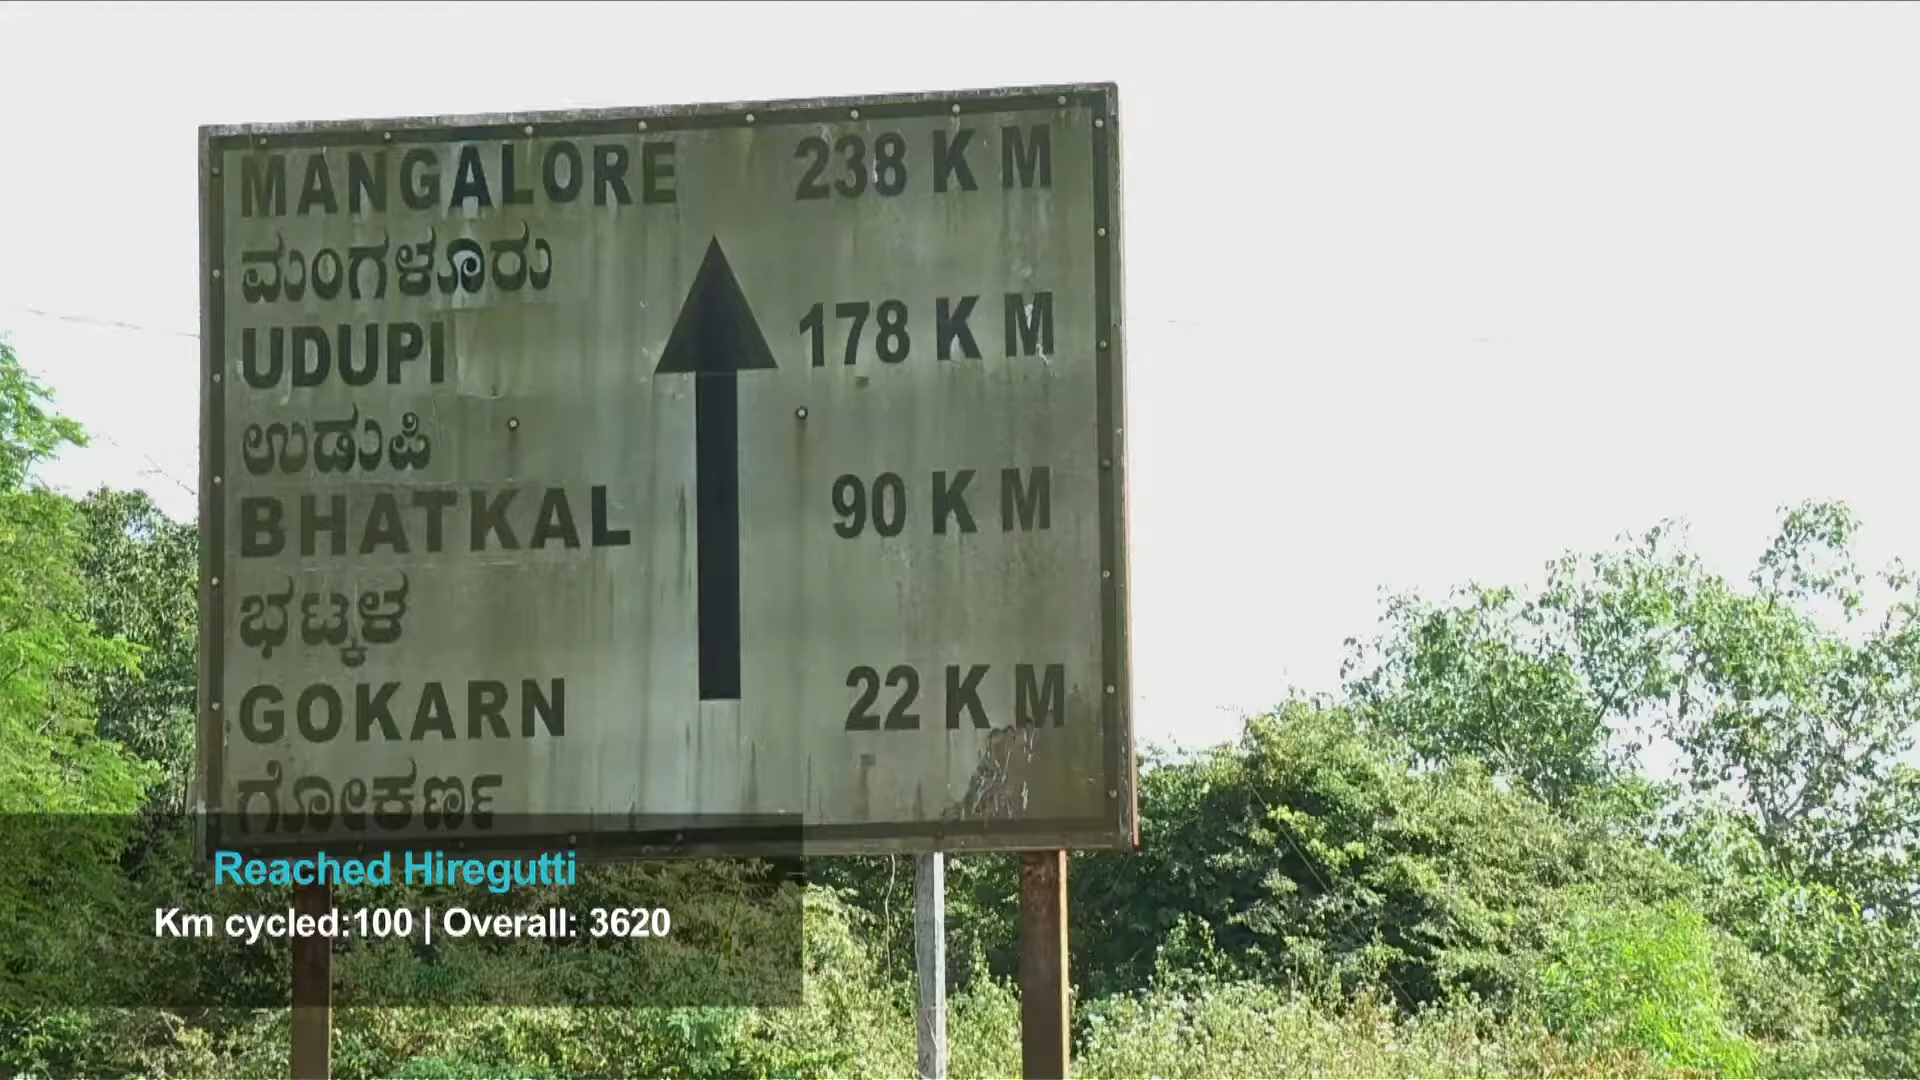 MANGALORE 238 K M
ಮಂಗಳೂರು
UDUPI 178 K M
ಉಡುಪಿ
BHATKAL 90 K M
ಭಟ್ಕಳ
GOKARN 22 K M
ಗೋಕರ್ಣ
Reached Hiregutti
Km cycled:100 | Overall: 3620